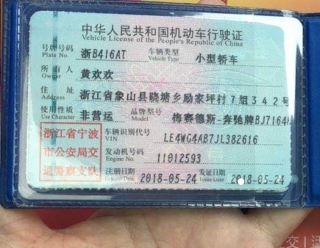 中华人民共和国机动车行驶证
Vehicle License of the People's Republic of China
号牌号码 浙B416AT 车辆类型 小型轿车
Plate No. Vehicle Type
所有人 黄欢欢
Owner
住址 浙江省象山县晓塘乡励家坪村7组342号
Address
使用性质 非营运 品牌型号 梅赛德斯-奔驰牌BJ7164
Use Character Model
浙江省宁波 车辆识别代号 LE4WG4AB7JL382616
VIN
市公安局交 发动机号码 11012593
Engine No.
通警察支队 注册日期 2018-05-24 发证日期 2018-05-24